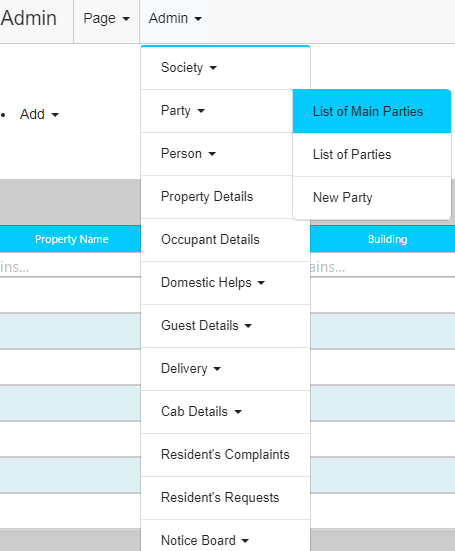 Admin
Page
Admin
Add
Society
Party
Person
Property Details
Occupant Details
Domestic Helps
Guest Details
Delivery
Cab Details
Resident's Complaints
Resident's Requests
Notice Board
List of Main Parties
List of Parties
New Party
Property Name
Building
ins...
ains...